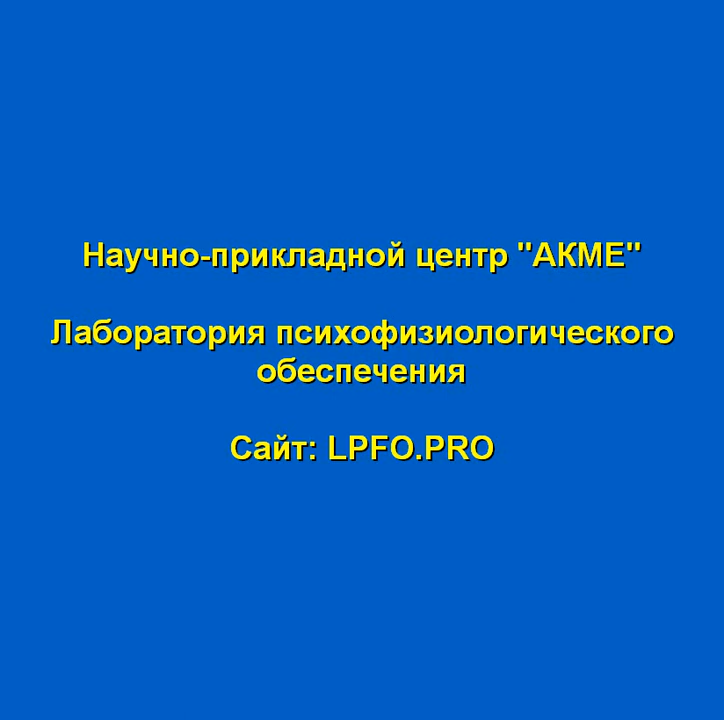 Научно-прикладной центр "АКМЕ"
Лаборатория психофизиологического
обеспечения
Сайт: LPFO.PRO